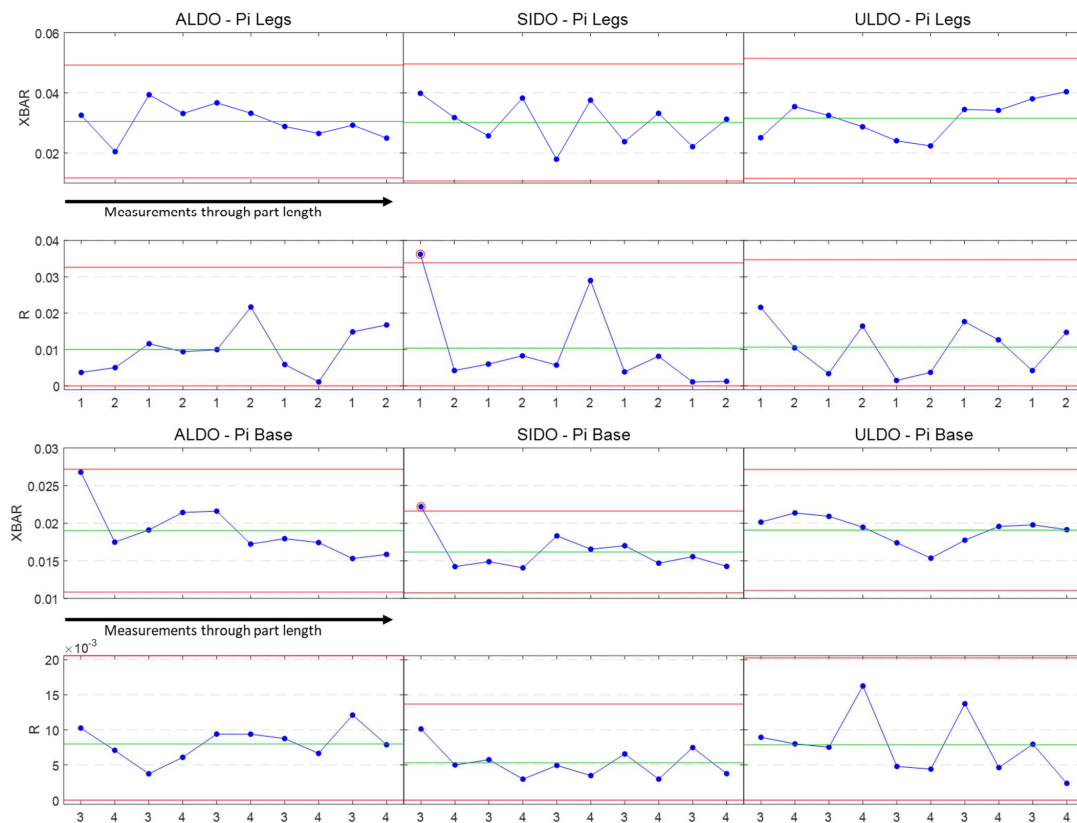 ALDO - Pi Legs SIDO - Pi Legs ULDO - Pi Legs
0.06
0.04
0.02
XBAR
Measurements through part length
0.04
0.03
0.02
0.01
0
R
1 2 1 2 1 2 1 2 1 2 1 2 1 2 1 2 1 2 1 2 1 2 1 2 1 2 1 2 1 2
ALDO - Pi Base SIDO - Pi Base ULDO - Pi Base
0.03
0.025
0.02
0.015
0.01
XBAR
Measurements through part length
×10-3
20
15
10
5
0
R
3 4 3 4 3 4 3 4 3 4 3 4 3 4 3 4 3 4 3 4 3 4 3 4 3 4 3 4 3 4